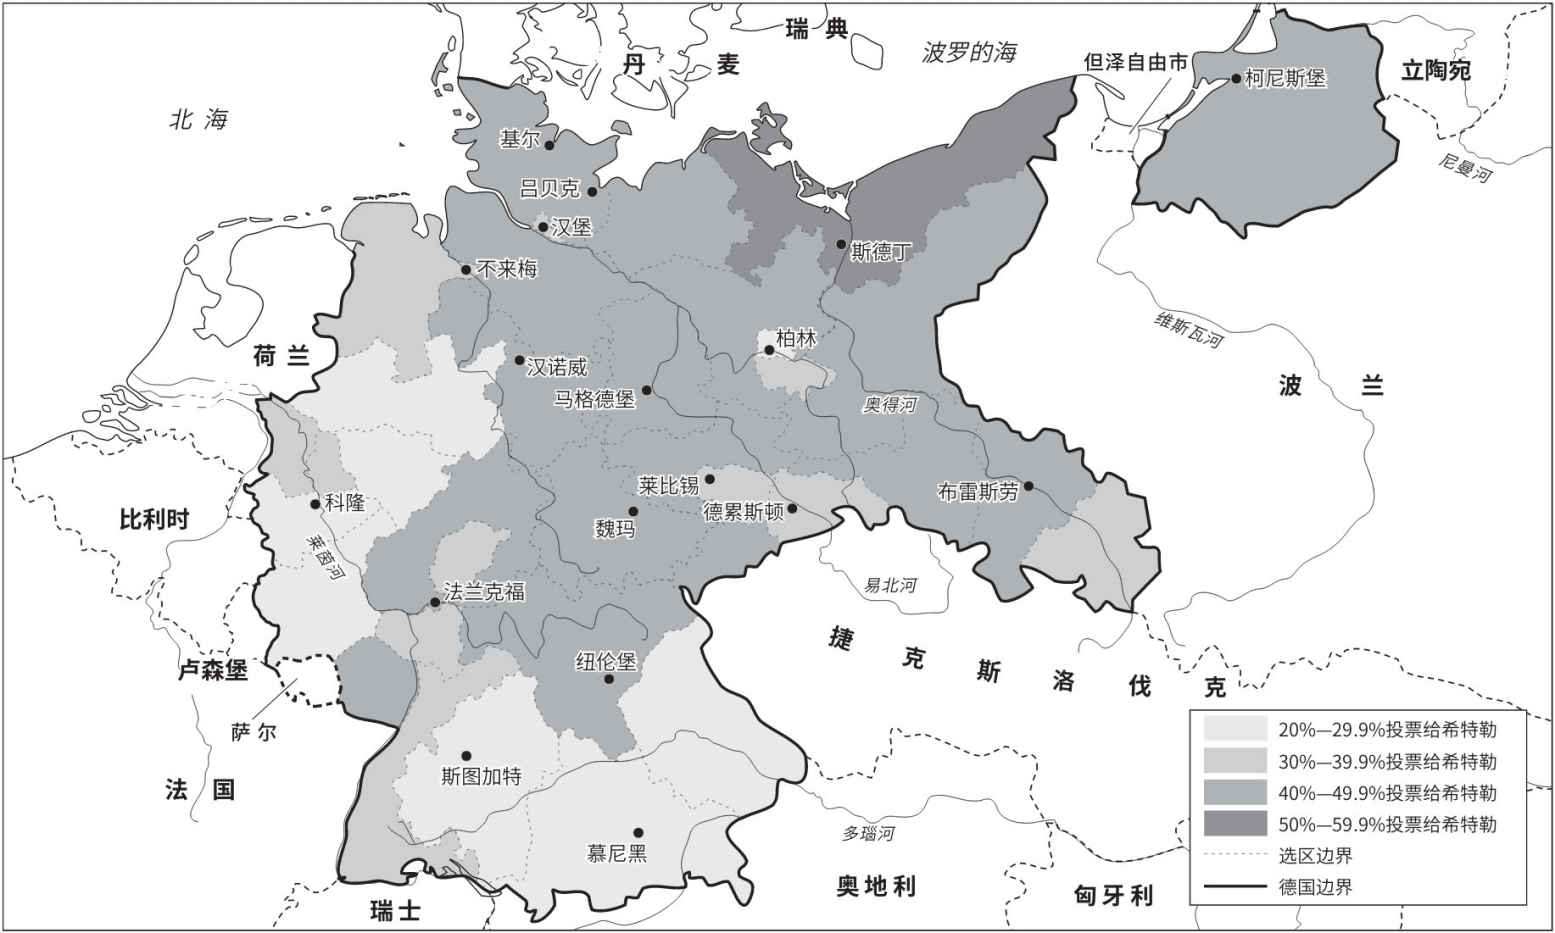 瑞典
丹麦
波罗的海
但泽自由市
立陶宛
柯尼斯堡
北海
基尔
尼曼河
吕贝克
汉堡
斯德丁
不来梅
维斯瓦河
柏林
荷兰
汉诺威
波兰
马格德堡
奥得河
莱比锡
布雷斯劳
科隆
德累斯顿
比利时
魏玛
莱茵河
法兰克福
易北河
捷克斯洛伐克
纽伦堡
卢森堡
萨尔
斯图加特
法国
多瑙河
慕尼黑
奥地利
匈牙利
瑞士
20%—29.9%投票给希特勒
30%—39.9%投票给希特勒
40%—49.9%投票给希特勒
50%—59.9%投票给希特勒
选区边界
德国边界